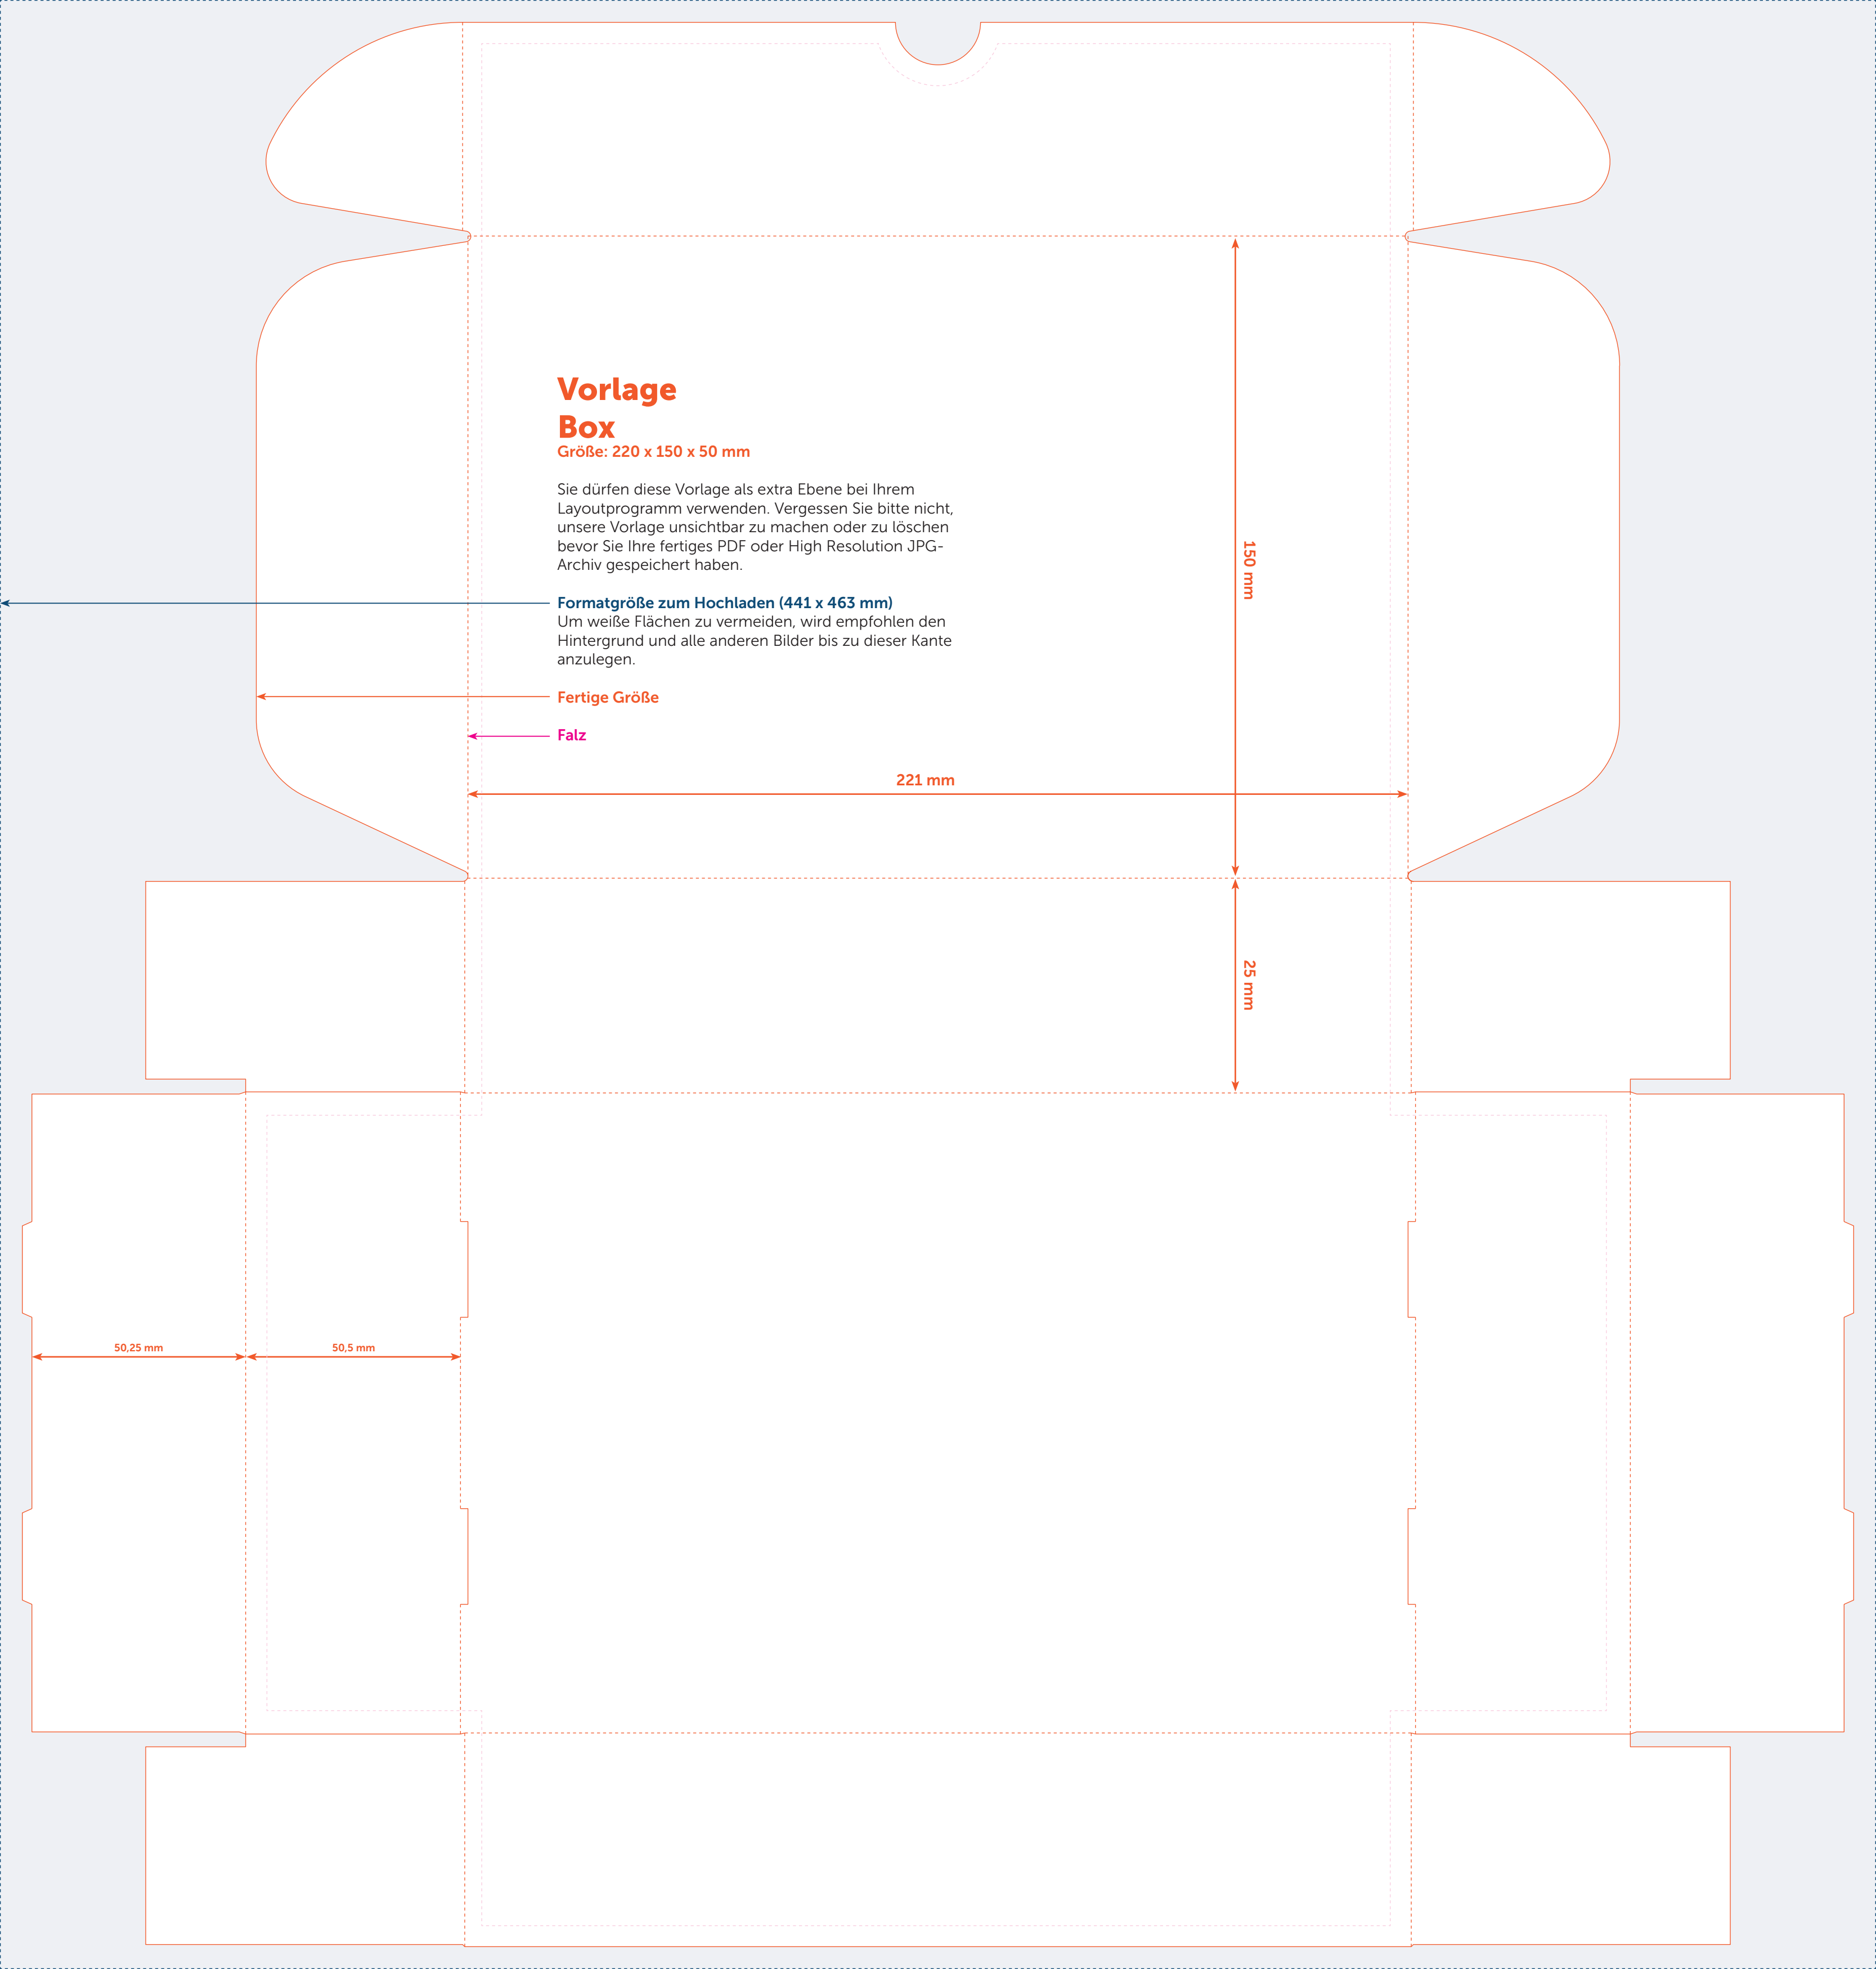 Vorlage
Box
Größe: 220 x 150 x 50 mm
Sie dürfen diese Vorlage als extra Ebene bei Ihrem
Layoutprogramm verwenden. Vergessen Sie bitte nicht,
unsere Vorlage unsichtbar zu machen oder zu löschen
bevor Sie Ihre fertiges PDF oder High Resolution JPG-
Archiv gespeichert haben.
Formatgröße zum Hochladen (441 x 463 mm)
Um weiße Flächen zu vermeiden, wird empfohlen den
Hintergrund und alle anderen Bilder bis zu dieser Kante
anzulegen.
Fertige Größe
Falz
150 mm
221 mm
25 mm
50,25 mm
50,5 mm